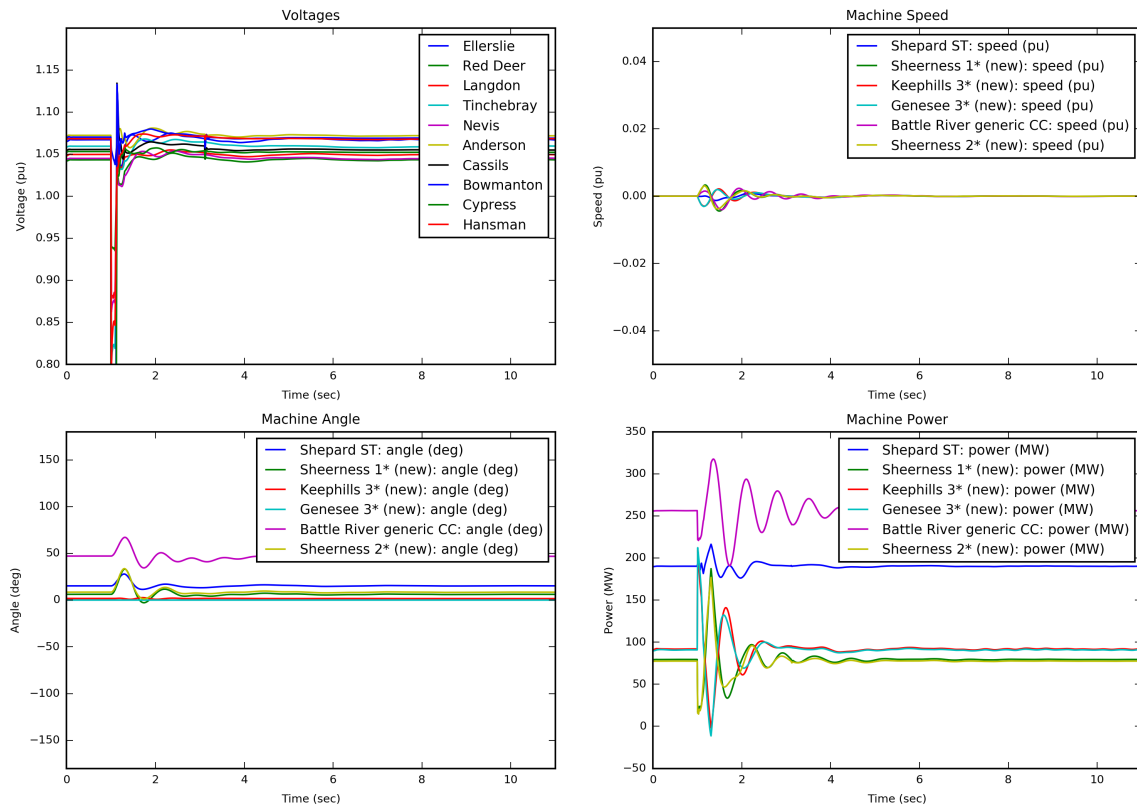 Voltages
1.15
1.10
1.05
1.00
0.95
0.90
0.85
0.80
Voltage (pu)
0 2 4 6 8 10
Time (sec)
Ellerslie
Red Deer
Langdon
Tinchebray
Nevis
Anderson
Cassils
Bowmanton
Cypress
Hansman
Machine Speed
0.04
0.02
0.00
−0.02
−0.04
Speed (pu)
0 2 4 6 8 10
Time (sec)
Shepard ST: speed (pu)
Sheerness 1* (new): speed (pu)
Keephills 3* (new): speed (pu)
Genesee 3* (new): speed (pu)
Battle River generic CC: speed (pu)
Sheerness 2* (new): speed (pu)
Machine Angle
150
100
50
0
−50
−100
−150
Angle (deg)
0 2 4 6 8 10
Time (sec)
Shepard ST: angle (deg)
Sheerness 1* (new): angle (deg)
Keephills 3* (new): angle (deg)
Genesee 3* (new): angle (deg)
Battle River generic CC: angle (deg)
Sheerness 2* (new): angle (deg)
Machine Power
350
300
250
200
150
100
50
0
−50
Power (MW)
0 2 4 6 8 10
Time (sec)
Shepard ST: power (MW)
Sheerness 1* (new): power (MW)
Keephills 3* (new): power (MW)
Genesee 3* (new): power (MW)
Battle River generic CC: power (MW)
Sheerness 2* (new): power (MW)